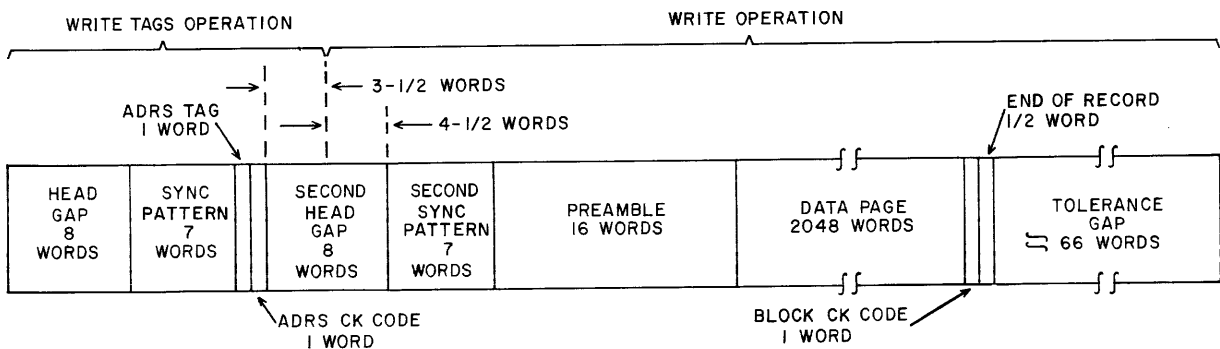 WRITE TAGS OPERATION
WRITE OPERATION
3-1/2 WORDS
ADRS TAG
1 WORD
4-1/2 WORDS
END OF RECORD
1/2 WORD
HEAD
GAP
8
WORDS
SYNC
PATTERN
7
WORDS
SECOND
HEAD
GAP
8
WORDS
SECOND
SYNC
PATTERN
7
WORDS
PREAMBLE
16 WORDS
DATA PAGE
2048 WORDS
TOLERANCE
GAP
66 WORDS
ADRS CK CODE
1 WORD
BLOCK CK CODE
1 WORD